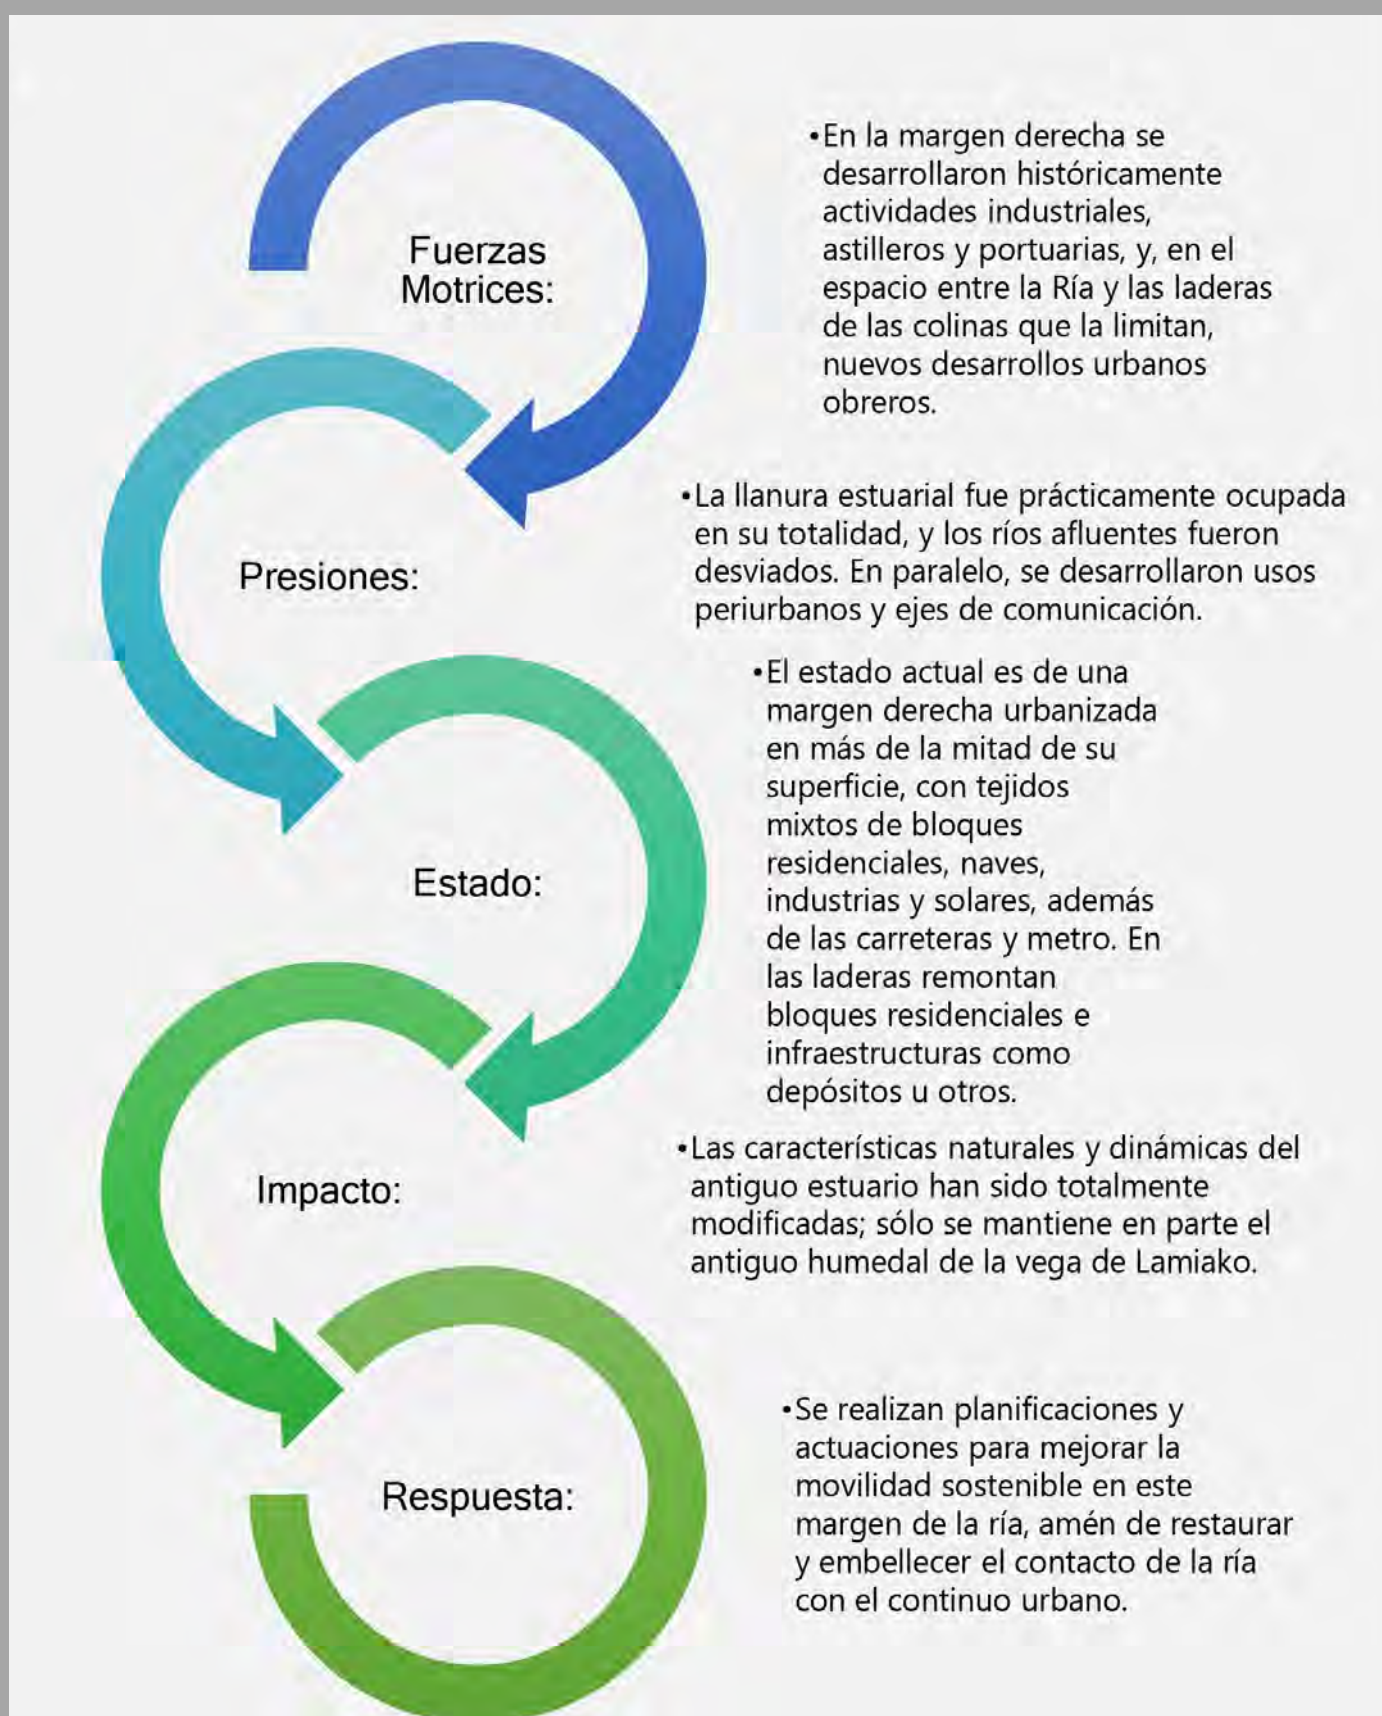 Fuerzas
Motrices:
•En la margen derecha se
desarrollaron históricamente
actividades industriales,
astilleros y portuarias, y, en el
espacio entre la Ría y las laderas
de las colinas que la limitan,
nuevos desarrollos urbanos
obreros.
Presiones:
•La llanura estuarial fue prácticamente ocupada
en su totalidad, y los ríos afluentes fueron
desviados. En paralelo, se desarrollaron usos
periurbanos y ejes de comunicación.
Estado:
•El estado actual es de una
margen derecha urbanizada
en más de la mitad de su
superficie, con tejidos
mixtos de bloques
residenciales, naves,
industrias y solares, además
de las carreteras y metro. En
las laderas remontan
bloques residenciales e
infraestructuras como
depósitos u otros.
Impacto:
•Las características naturales y dinámicas del
antiguo estuario han sido totalmente
modificadas; sólo se mantiene en parte el
antiguo humedal de la vega de Lamiako.
Respuesta:
•Se realizan planificaciones y
actuaciones para mejorar la
movilidad sostenible en este
margen de la ría, amén de restaurar
y embellecer el contacto de la ría
con el continuo urbano.